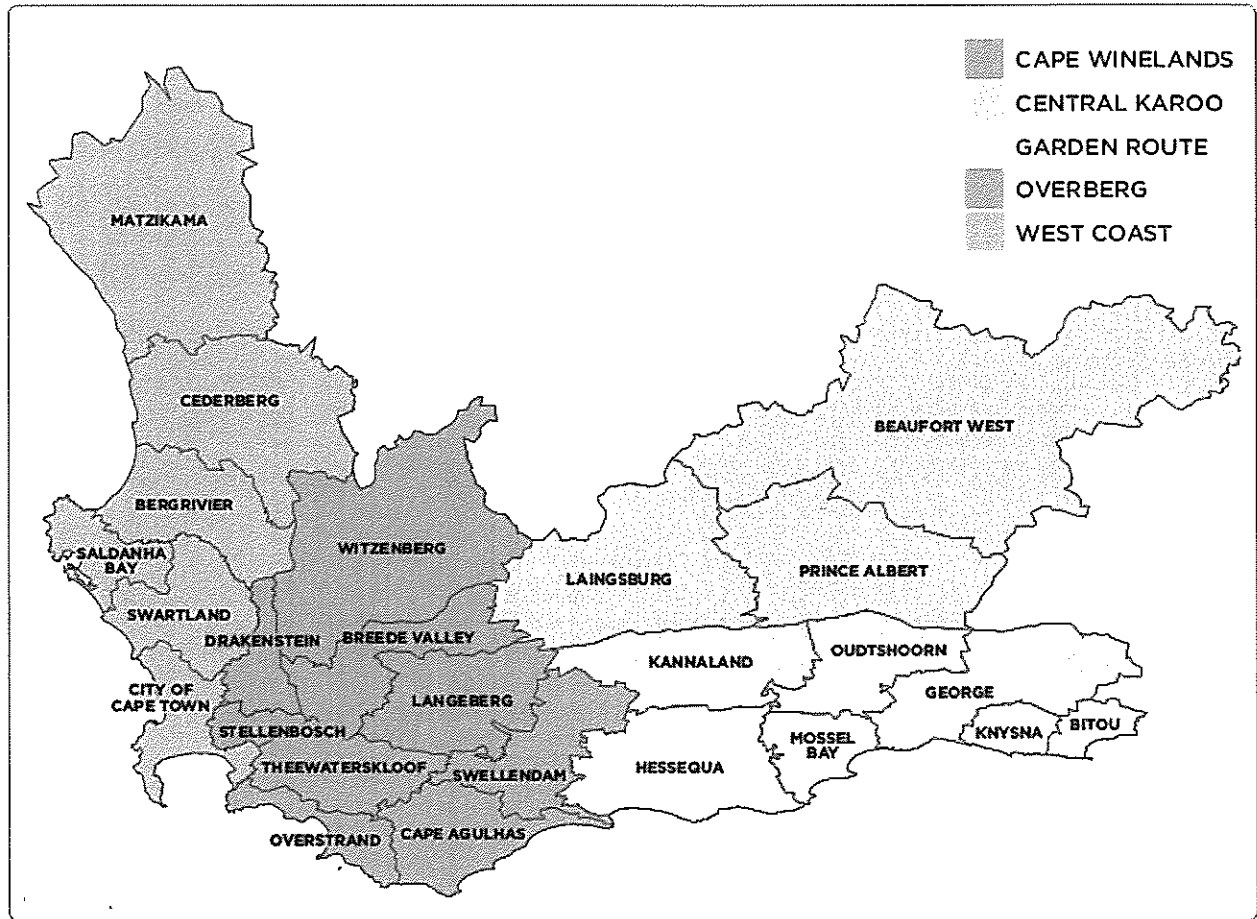 CAPE WINELANDS
CENTRAL KAROO
GARDEN ROUTE
OVERBERG
WEST COAST
MATZIKAMA
CEDERBERG
BEAUFORT WEST
BERGRIVIER
WITZENBERG
SALDANHA
BAY
LAINGSBURG
PRINCE ALBERT
SWARTLAND
DRAKENSTEIN
BREEDE VALLEY
KANNALAND
OUDTSHOORN
CITY OF
CAPE TOWN
LANGEBERG
GEORGE
STELLENBOSCH
MOSSEL
BAY
KNYSNA
BITOU
THEEWATERSKLOOF
SWELLENDAM
HESSEQUA
OVERSTRAND
CAPE AGULHAS